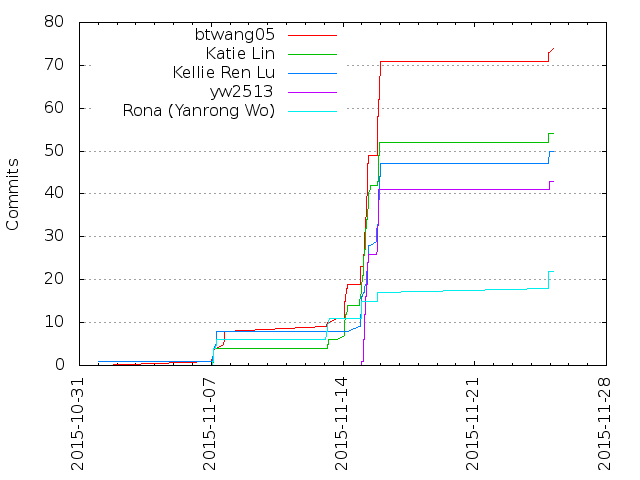 80
70
60
50
40
30
20
10
0
Commits
btwang05
Katie Lin
Kellie Ren Lu
yw2513
Rona (Yanrong Wo)
2015-10-31
2015-11-07
2015-11-14
2015-11-21
2015-11-28